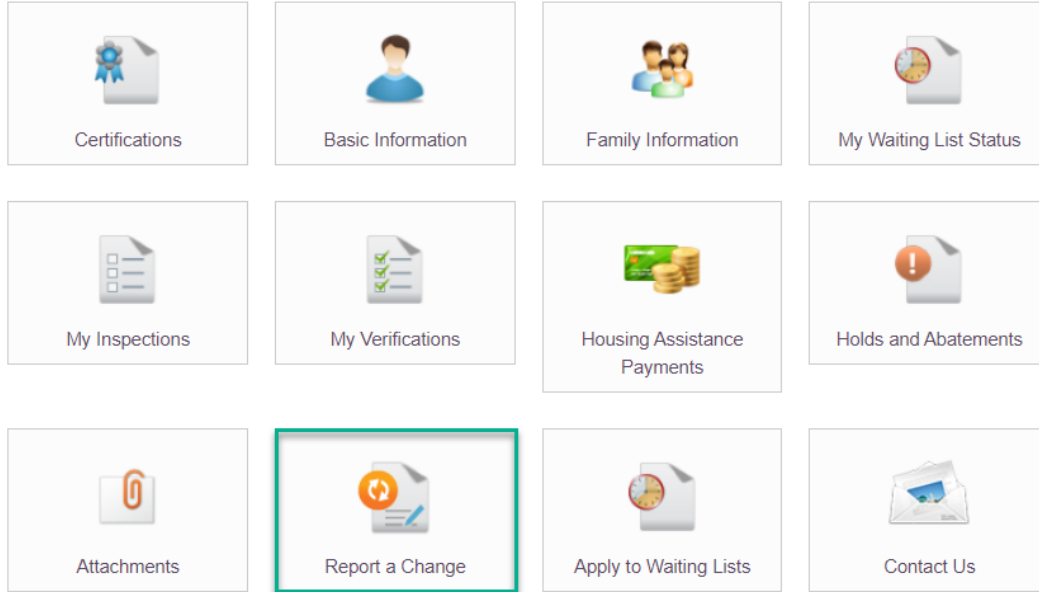 Certifications
Basic Information
Family Information
My Waiting List Status
My Inspections
My Verifications
Housing Assistance
Payments
Holds and Abatements
Attachments
Report a Change
Apply to Waiting Lists
Contact Us